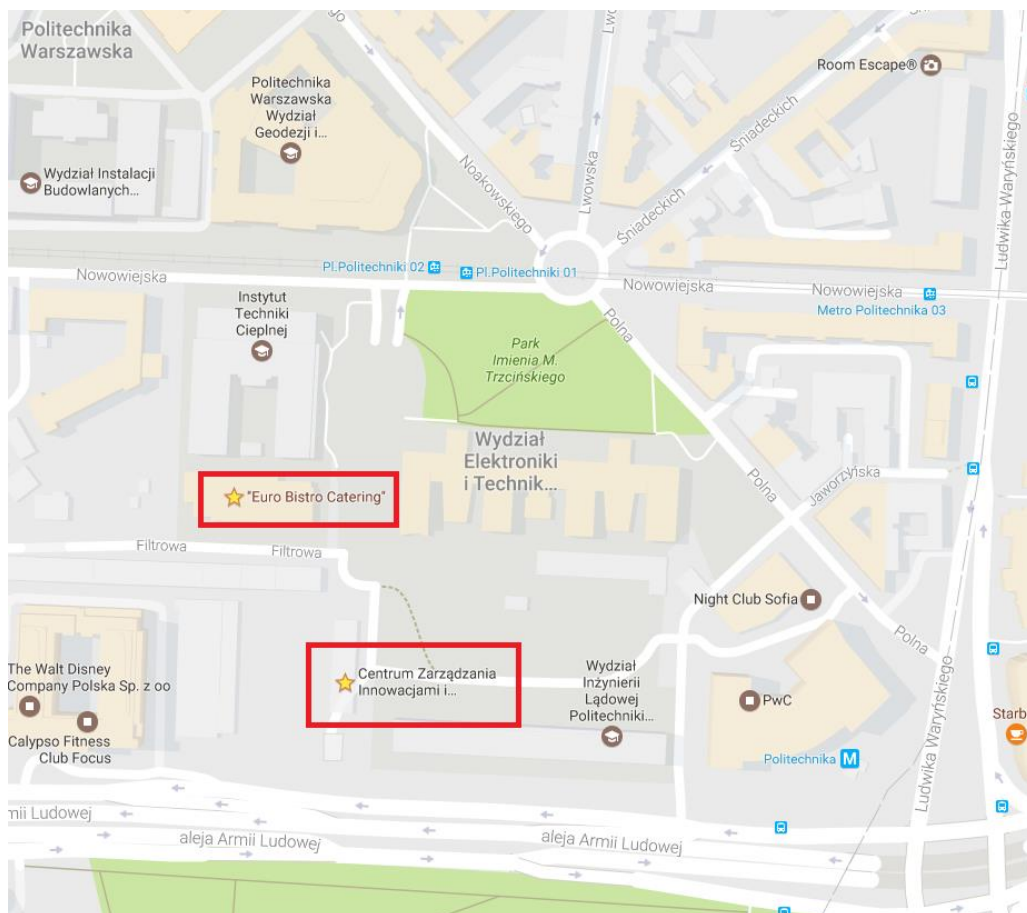 Politechnika
Warszawska
Politechnika
Warszawska
Wydział
Geodezji i...
Wydział Instalacji
Budowlanych...
Noakowskiego
Lwowska
Śniadeckich
Śniadeckich
Room Escape®
Ludwika Waryńskiego
Nowowiejska
Pl.Politechniki 02
Pl.Politechniki 01
Nowowiejska
Nowowiejska
Metro Politechnika 03
Instytut
Techniki
Cieplnej
Park
Imienia M.
Trzcińskiego
Polna
Wydział
Elektroniki
i Technik...
Polna
Jaworzyńska
"Euro Bistro Catering"
Filtrowa
Filtrowa
Night Club Sofia
Polna
The Walt Disney
Company Polska Sp. z oo
Centrum Zarządzania
Innowacjami i...
Wydział
Inżynierii
Lądowej
Politechniki...
PwC
Ludwika Waryńskiego
Starb
Calypso Fitness
Club Focus
Politechnika M
mii Ludowej
aleja Armii Ludowej
aleja Armii Ludowej